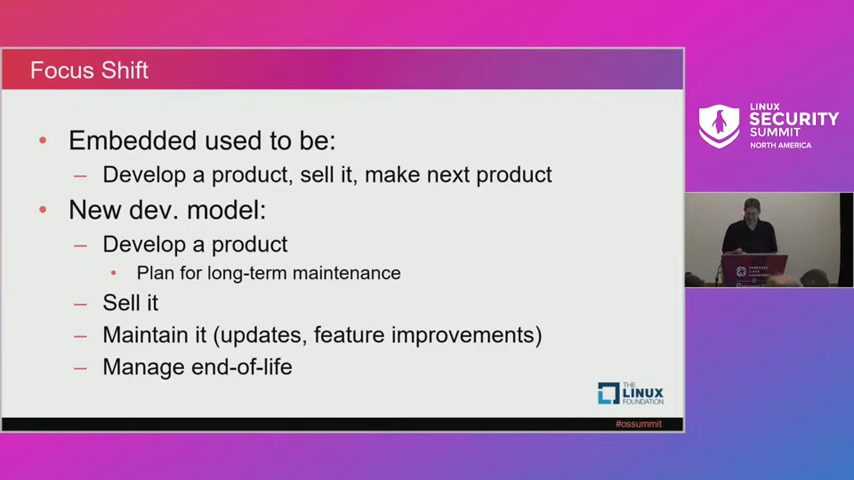 Focus Shift
• Embedded used to be:
– Develop a product, sell it, make next product
• New dev. model:
– Develop a product
• Plan for long-term maintenance
– Sell it
– Maintain it (updates, feature improvements)
– Manage end-of-life
THE
LINUX
FOUNDATION
#ossummit
LINUX
SECURITY
SUMMIT
NORTH AMERICA